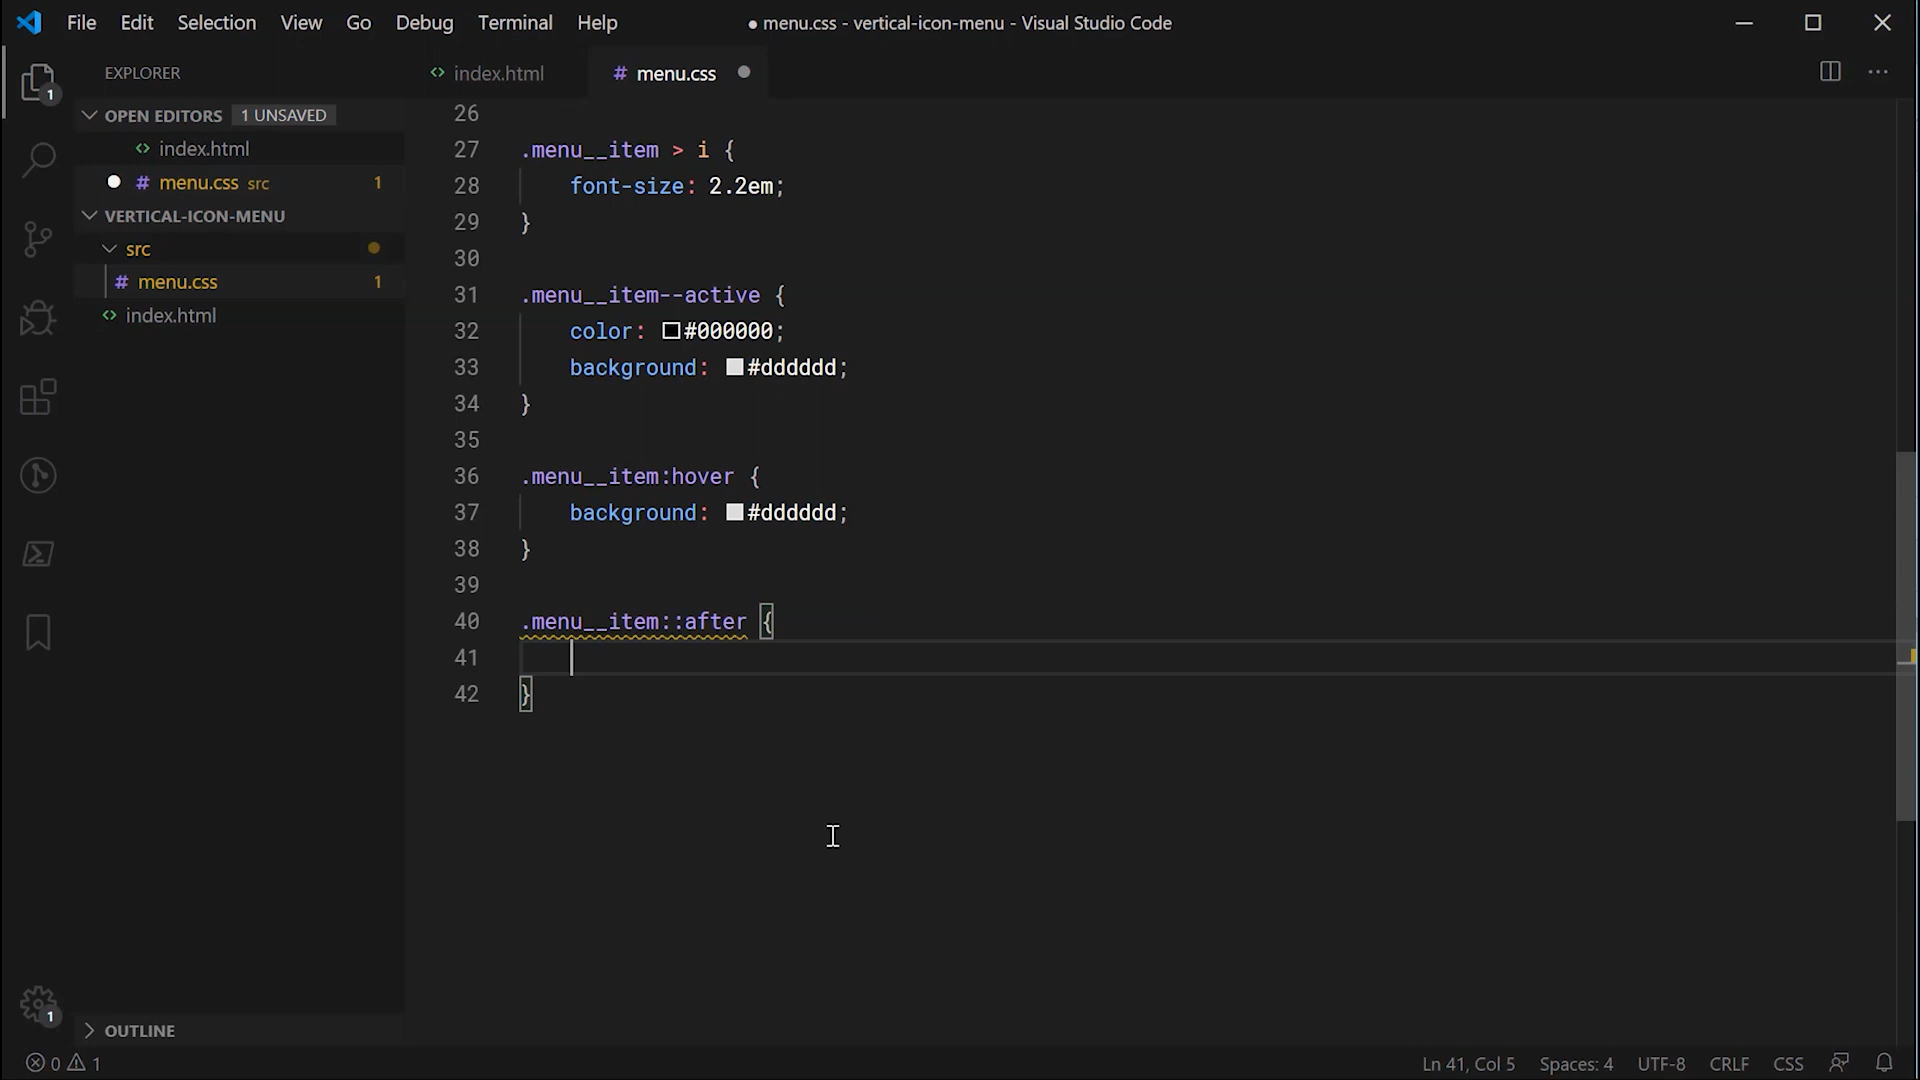 File Edit Selection View Go Debug Terminal Help
● menu.css - vertical-icon-menu - Visual Studio Code
EXPLORER
<> index.html
# menu.css ●
OPEN EDITORS 1 UNSAVED
<> index.html
● # menu.css src 1
VERTICAL-ICON-MENU
src
# menu.css 1
<> index.html
OUTLINE
1
1
26
27 .menu__item > i {
28 font-size: 2.2em;
29 }
30
31 .menu__item--active {
32 color: #000000;
33 background: #dddddd;
34 }
35
36 .menu__item:hover {
37 background: #dddddd;
38 }
39
40 .menu__item::after {
41
42 }
0 1
Ln 41, Col 5 Spaces: 4 UTF-8 CRLF CSS